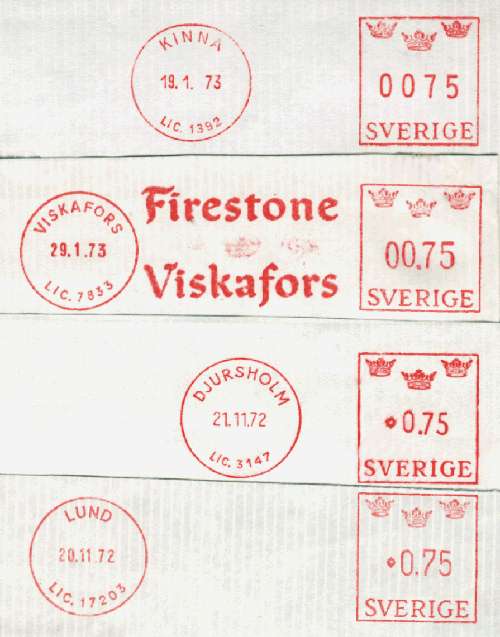 KINNA
19.1.73
LIC. 1392
0075
SVERIGE
VISKAFORS
29.1.73
LIC. 7833
Firestone
Viskafors
00.75
SVERIGE
DJURSHOLM
21.11.72
LIC. 3147
0.75
SVERIGE
LUND
20.11.72
LIC. 17203
0.75
SVERIGE